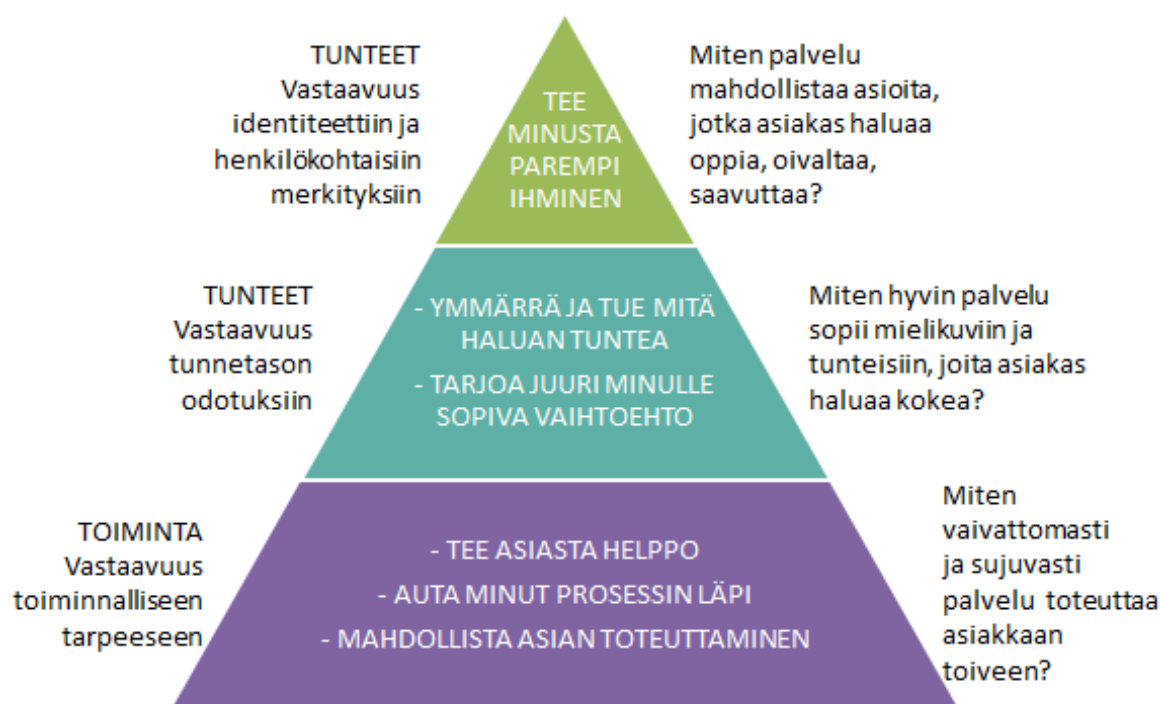 TUNTEET
Vastaavuus
identiteettiin ja
henkilökohtaisiin
merkityksiin
TEE
MINUSTA
PAREMPI
IHMINEN
Miten palvelu
mahdollistaa asioita,
jotka asiakas haluaa
oppia, oivaltaa,
saavuttaa?
TUNTEET
Vastaavuus
tunnetason
odotuksiin
- YMMÄRRÄ JA TUE MITÄ
HALUAN TUNTEA
- TARJOA JUURI MINULLE
SOPIVA VAIHTOEHTO
Miten hyvin palvelu
sopii mielikuviin ja
tunteisiin, joita asiakas
haluaa kokea?
TOIMINTA
Vastaavuus
toiminnalliseen
tarpeeseen
- TEE ASIASTA HELPPO
- AUTA MINUT PROSESSIN LÄPI
- MAHDOLLISTA ASIAN TOTEUTTAMINEN
Miten
vaivattomasti
ja sujuvasti
palvelu toteuttaa
asiakkaan
toiveen?